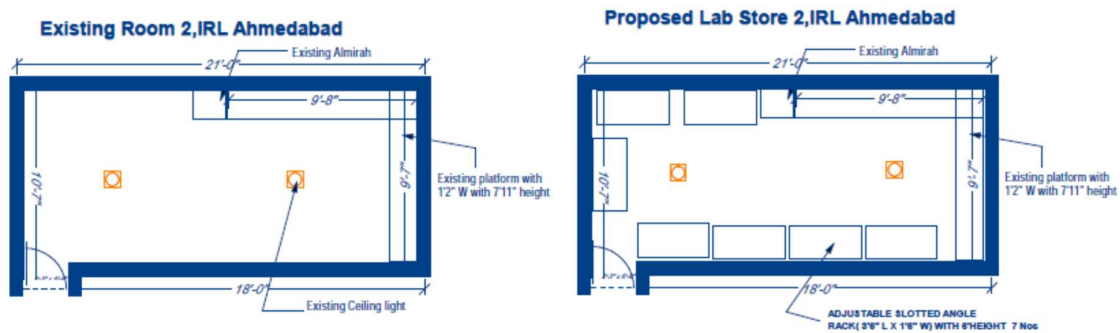 Existing Room 2,IRL Ahmedabad
Existing Almirah
21'-0"
9'-8"
10'-7"
9'-7"
Existing platform with
1'2" W with 7'11" height
18'-0"
Existing Ceiling light
Proposed Lab Store 2,IRL Ahmedabad
Existing Almirah
21'-0"
9'-8"
10'-7"
9'-7"
Existing platform with
1'2" W with 7'11" height
18'-0"
ADJUSTABLE SLOTTED ANGLE
RACK( 3'6" L X 1'6" W) WITH 6'HEIGHT 7 Nos